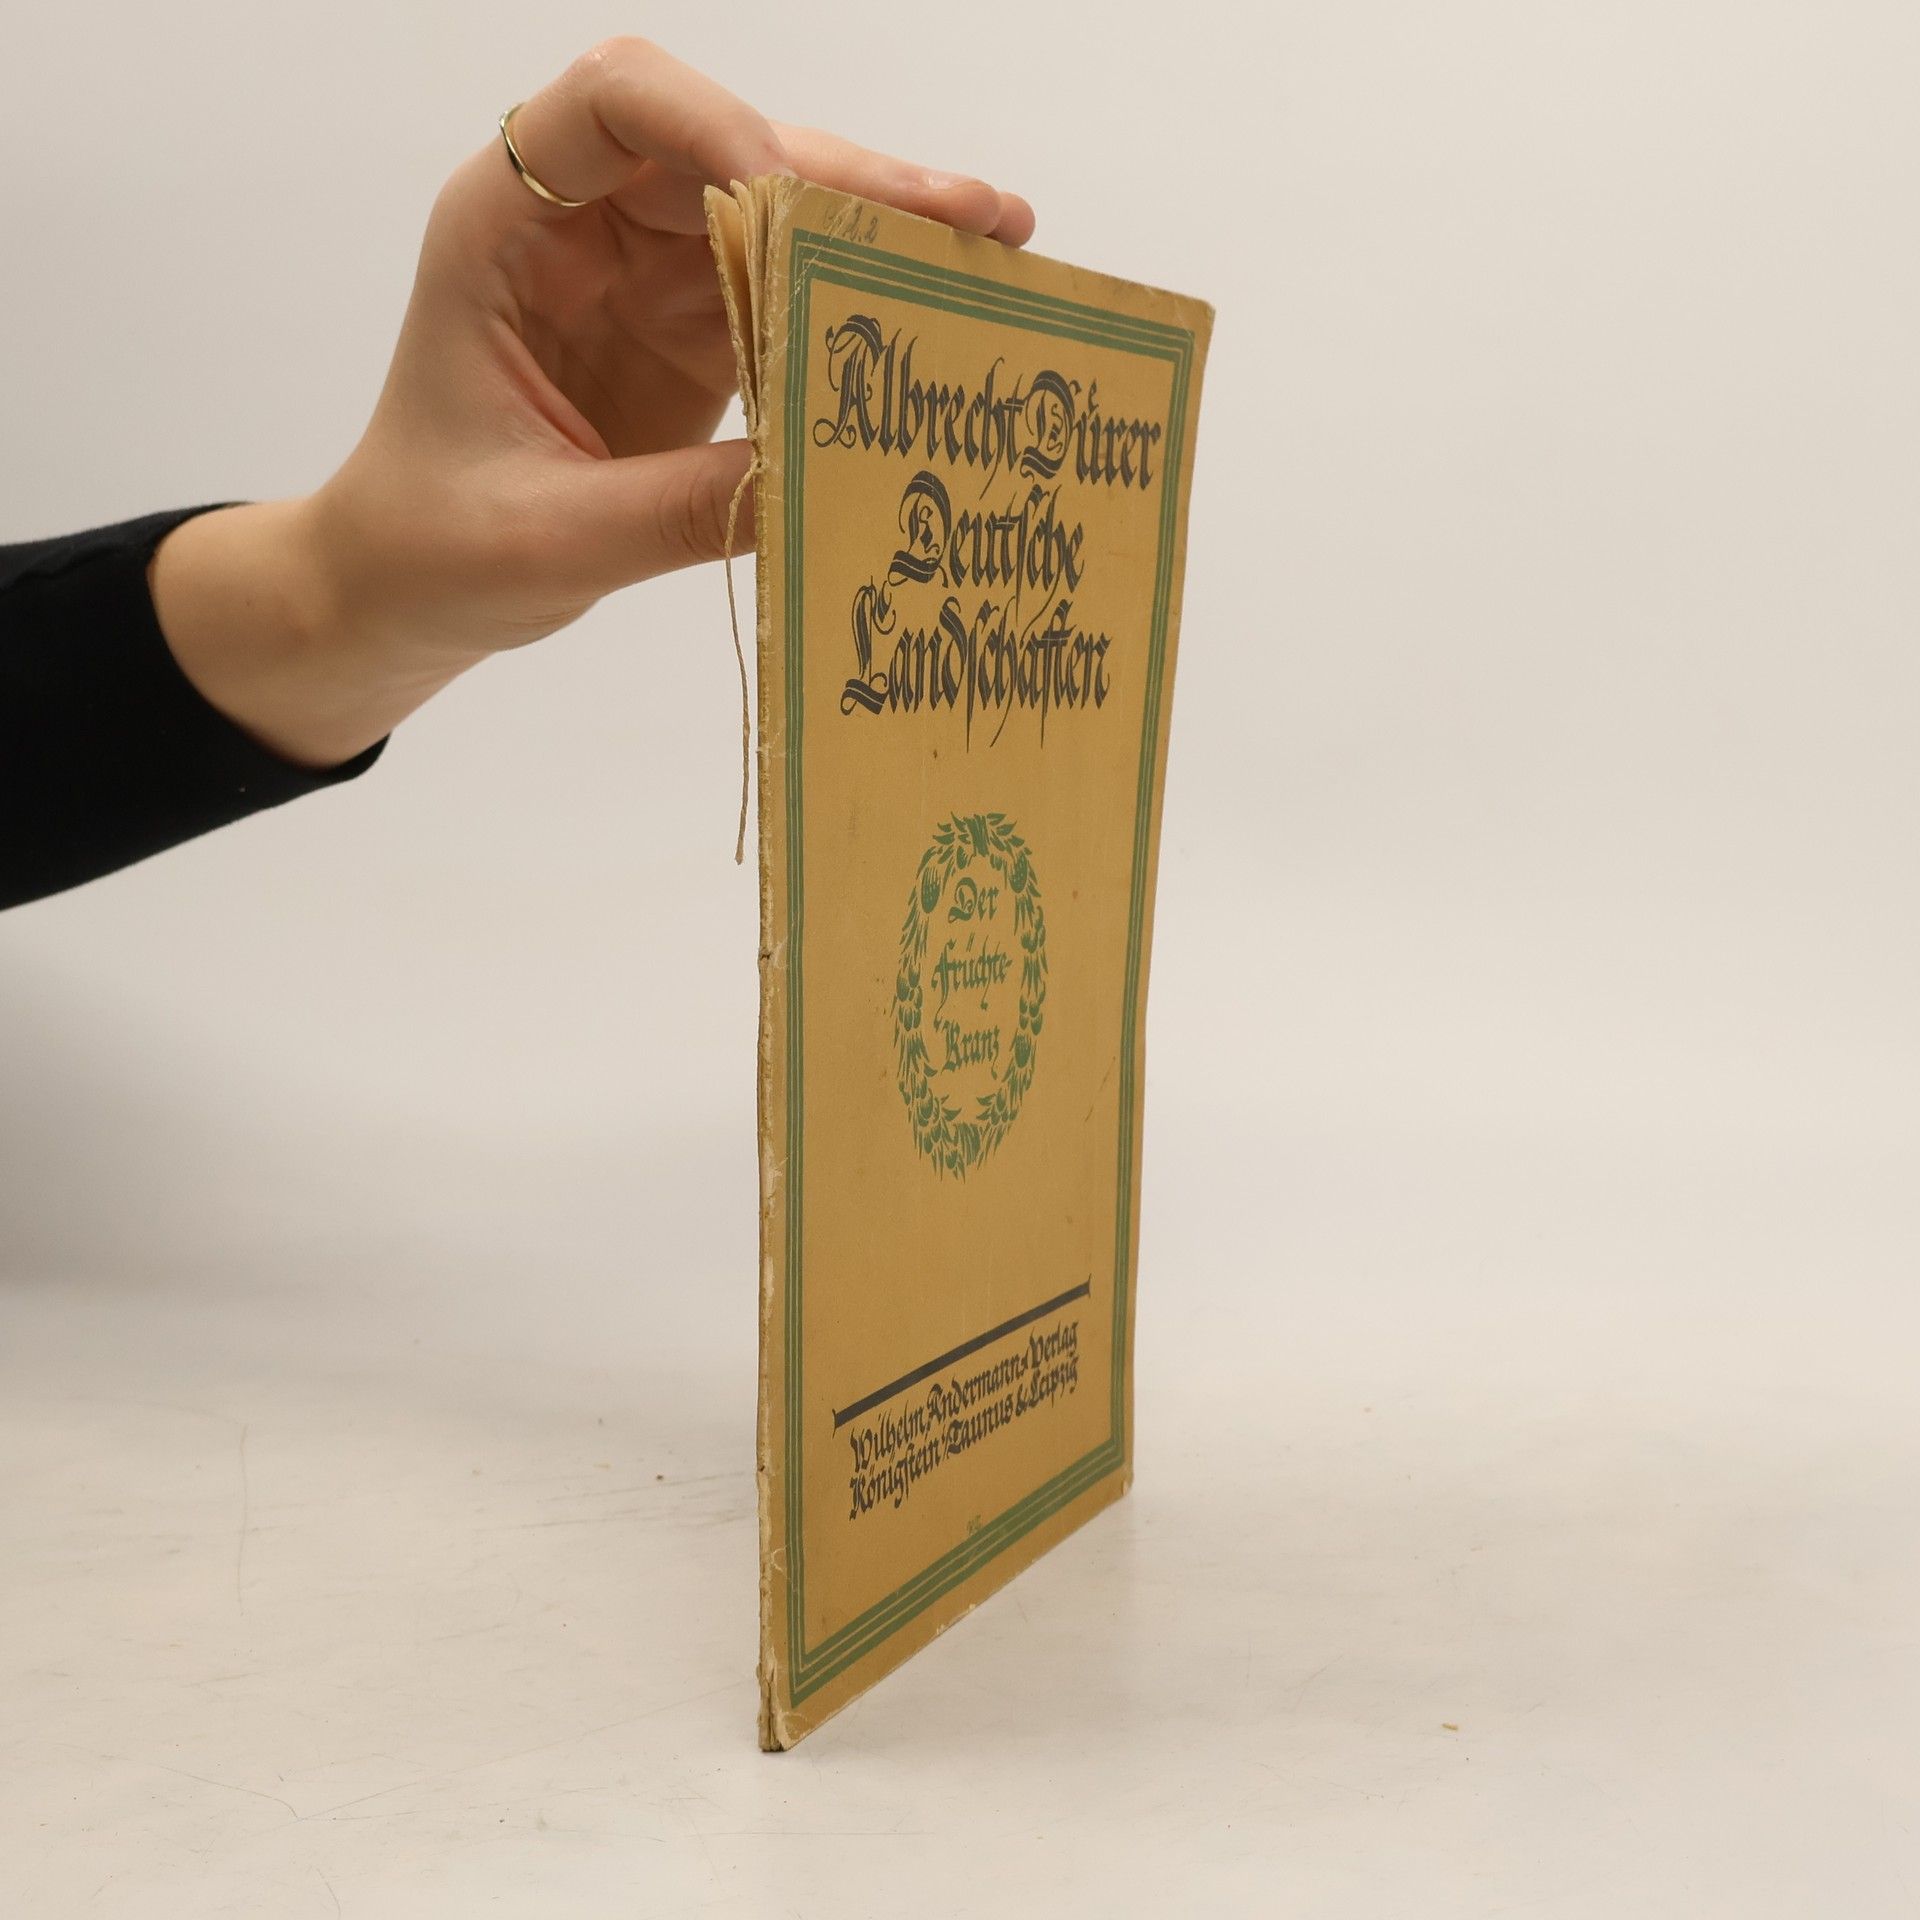 Albrecht Dürer
Deutsche
Landschaften
Der
Früchte-
Kranz
Wilhelm Andermann Verlag
Königstein i/Taunus & Leipzig